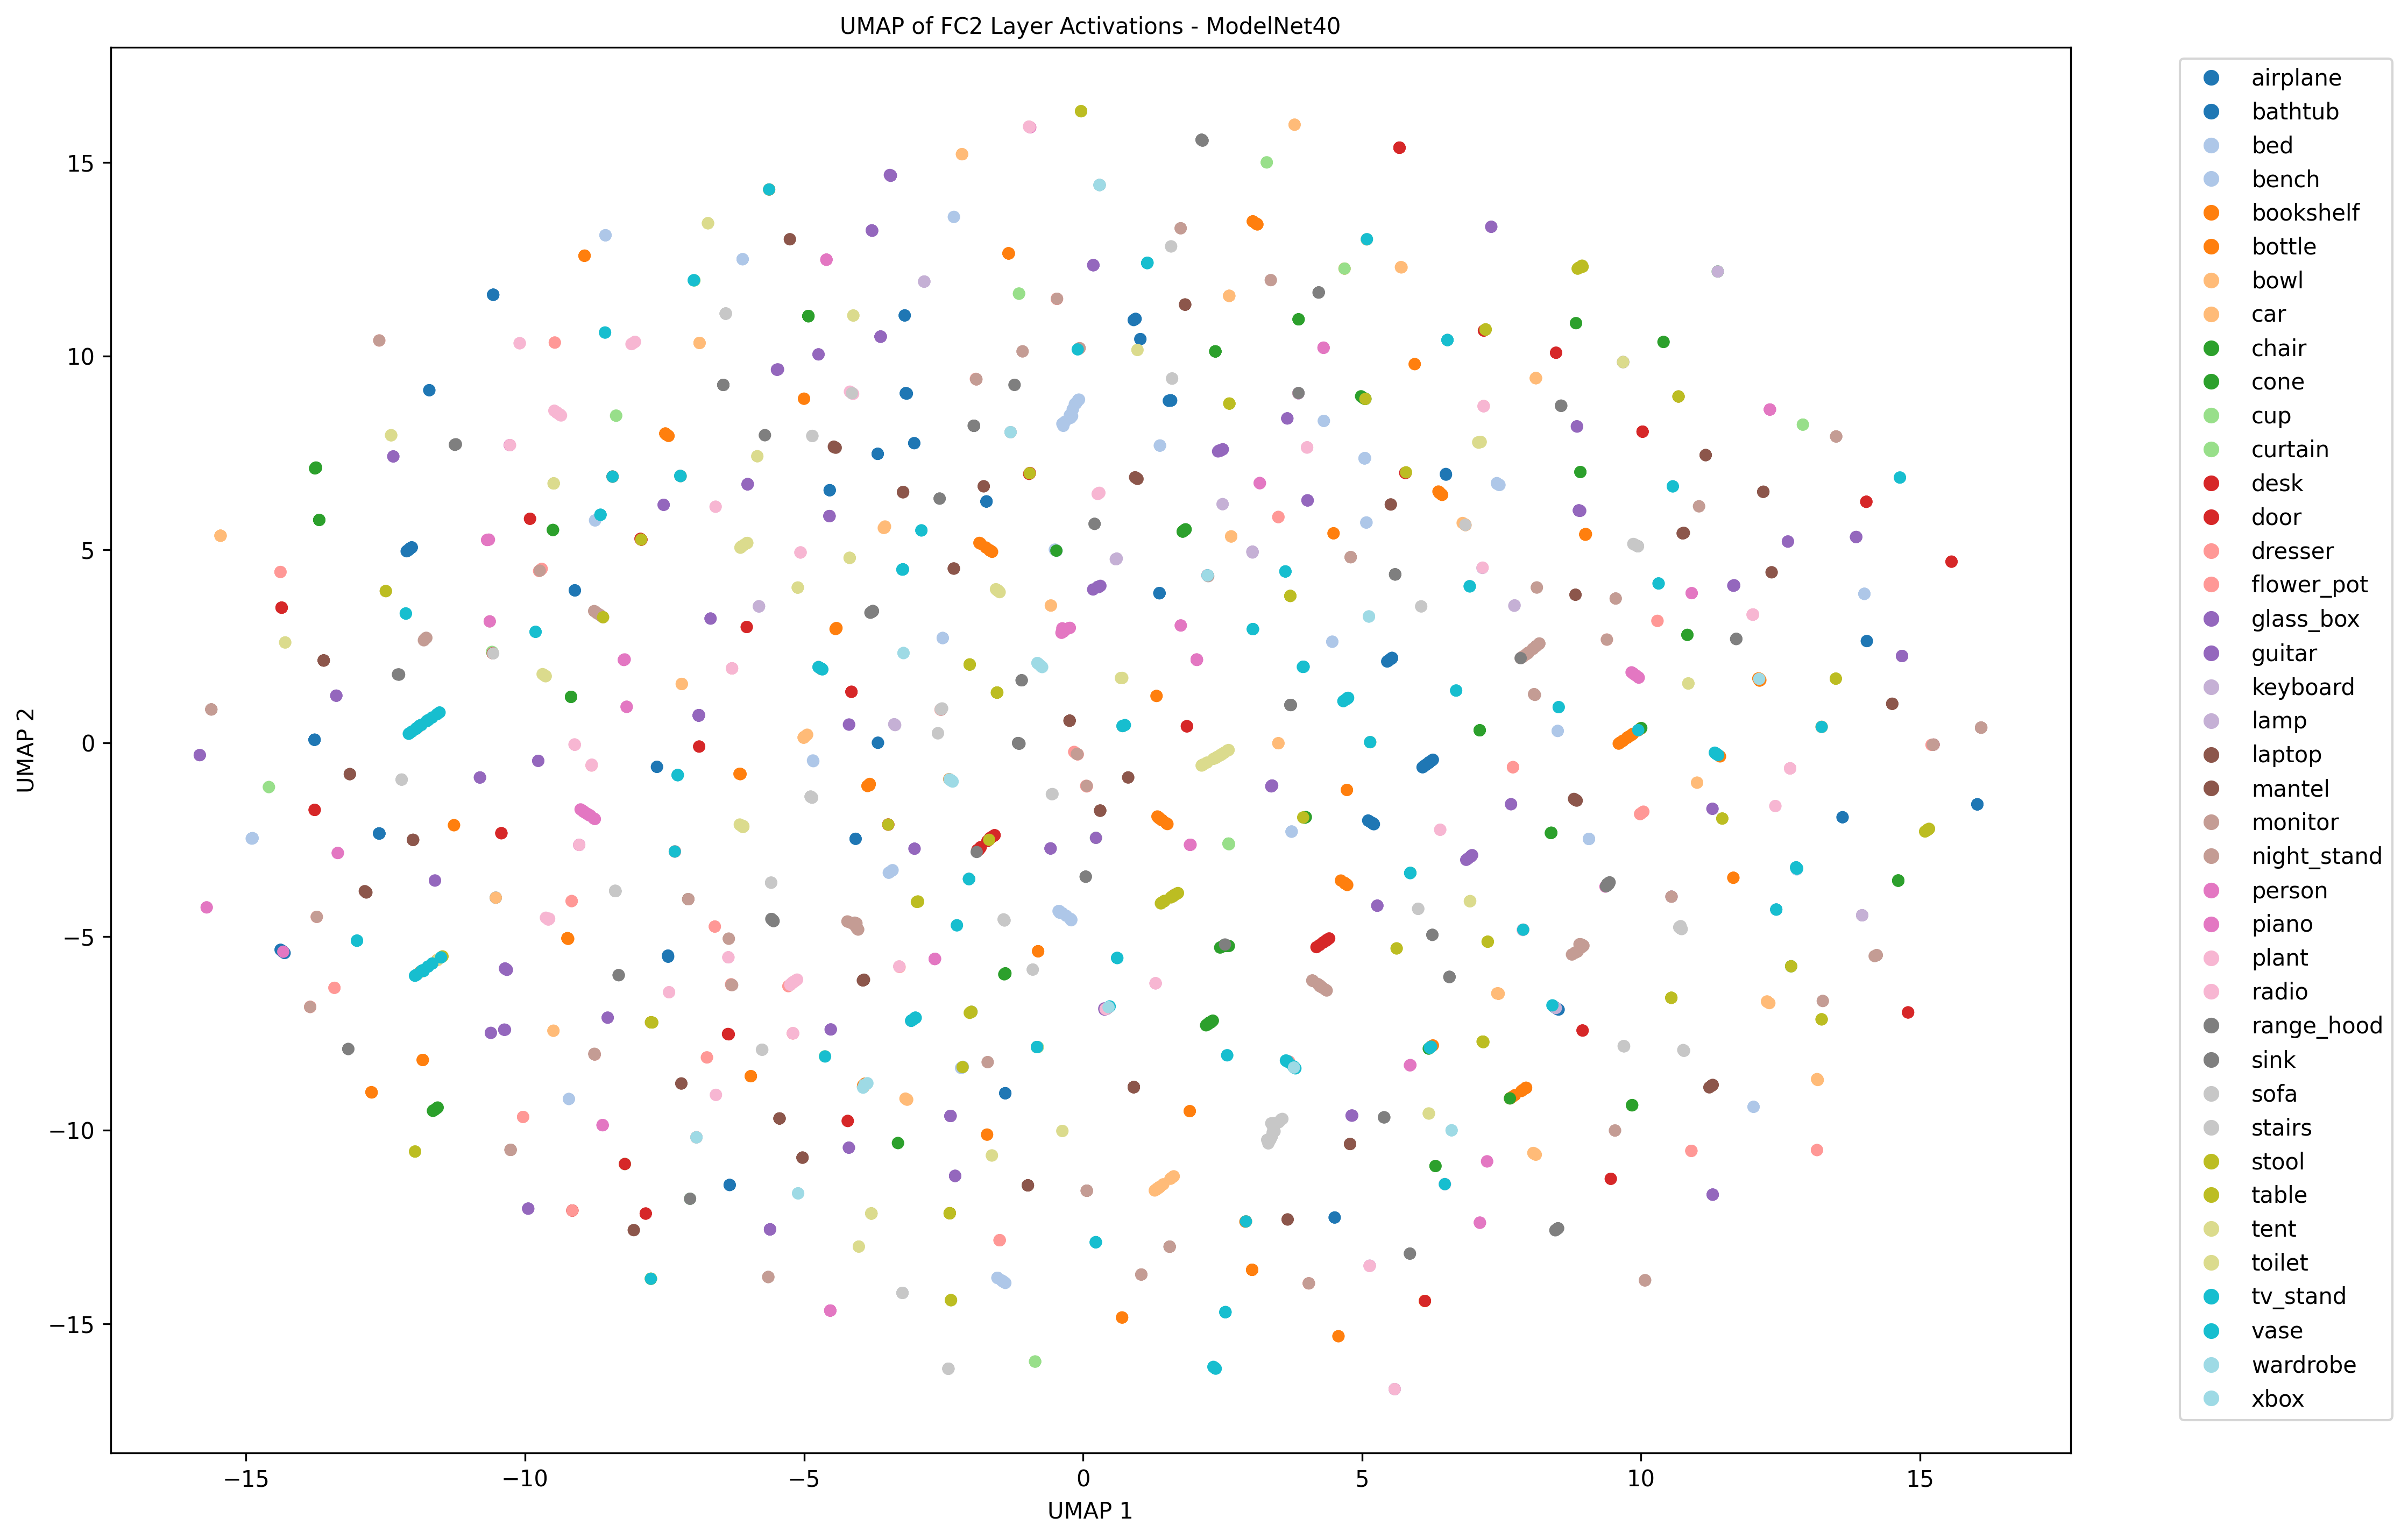 UMAP of FC2 Layer Activations - ModelNet40
15
10
5
0
−5
−10
−15
UMAP 2
−15
−10
−5
0
5
10
15
UMAP 1
airplane
bathtub
bed
bench
bookshelf
bottle
bowl
car
chair
cone
cup
curtain
desk
door
dresser
flower_pot
glass_box
guitar
keyboard
lamp
laptop
mantel
monitor
night_stand
person
piano
plant
radio
range_hood
sink
sofa
stairs
stool
table
tent
toilet
tv_stand
vase
wardrobe
xbox